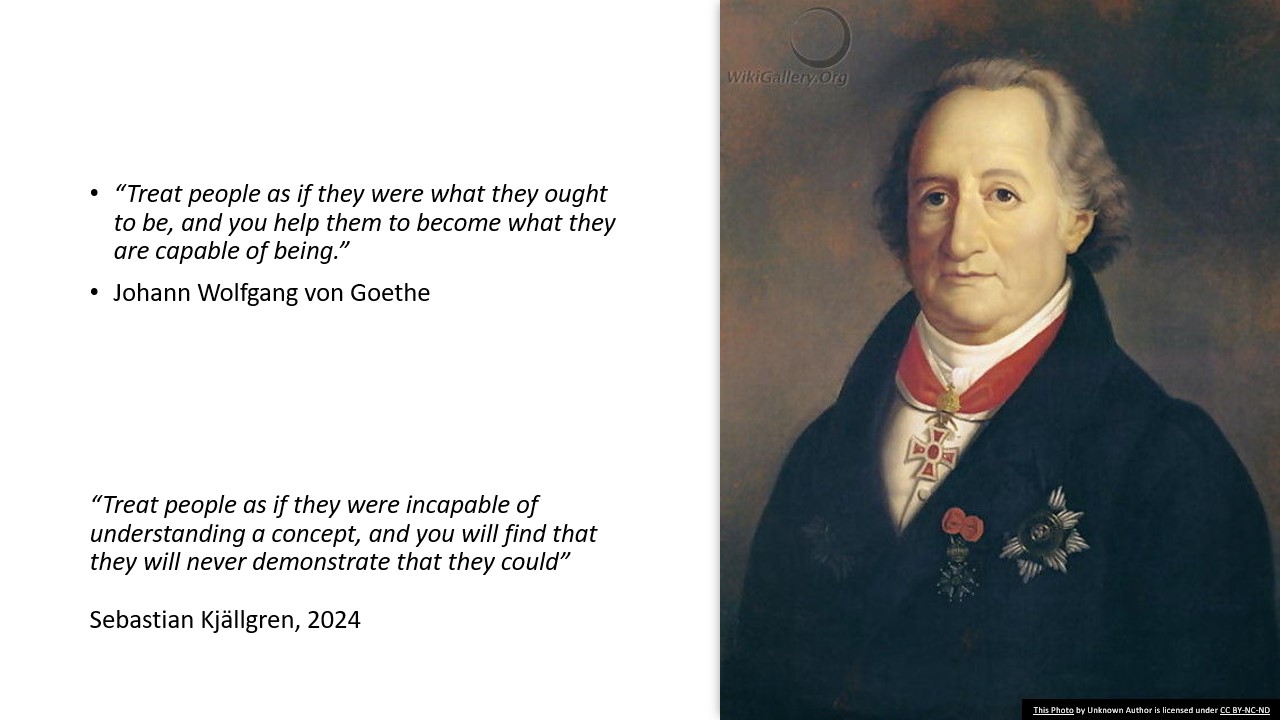 • “Treat people as if they were what they ought
to be, and you help them to become what they
are capable of being.”
• Johann Wolfgang von Goethe
“Treat people as if they were incapable of
understanding a concept, and you will find that
they will never demonstrate that they could”
Sebastian Kjällgren, 2024
WikiGallery.Org
This Photo by Unknown Author is licensed under CC BY-NC-ND